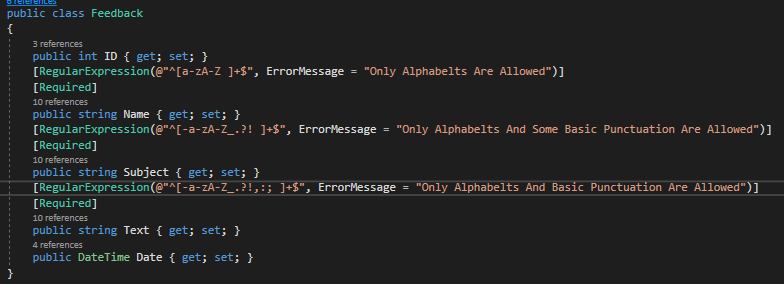 6 references
public class Feedback
{
3 references
public int ID { get; set; }
[RegularExpression(@"^[a-zA-Z ]+$", ErrorMessage = "Only Alphabelts Are Allowed")]
[Required]
10 references
public string Name { get; set; }
[RegularExpression(@"^[-a-zA-Z_.?! ]+$", ErrorMessage = "Only Alphabelts And Some Basic Punctuation Are Allowed")]
[Required]
10 references
public string Subject { get; set; }
[RegularExpression(@"^[-a-zA-Z_.?!,:; ]+$", ErrorMessage = "Only Alphabelts And Basic Punctuation Are Allowed")]
[Required]
10 references
public string Text { get; set; }
4 references
public DateTime Date { get; set; }
}